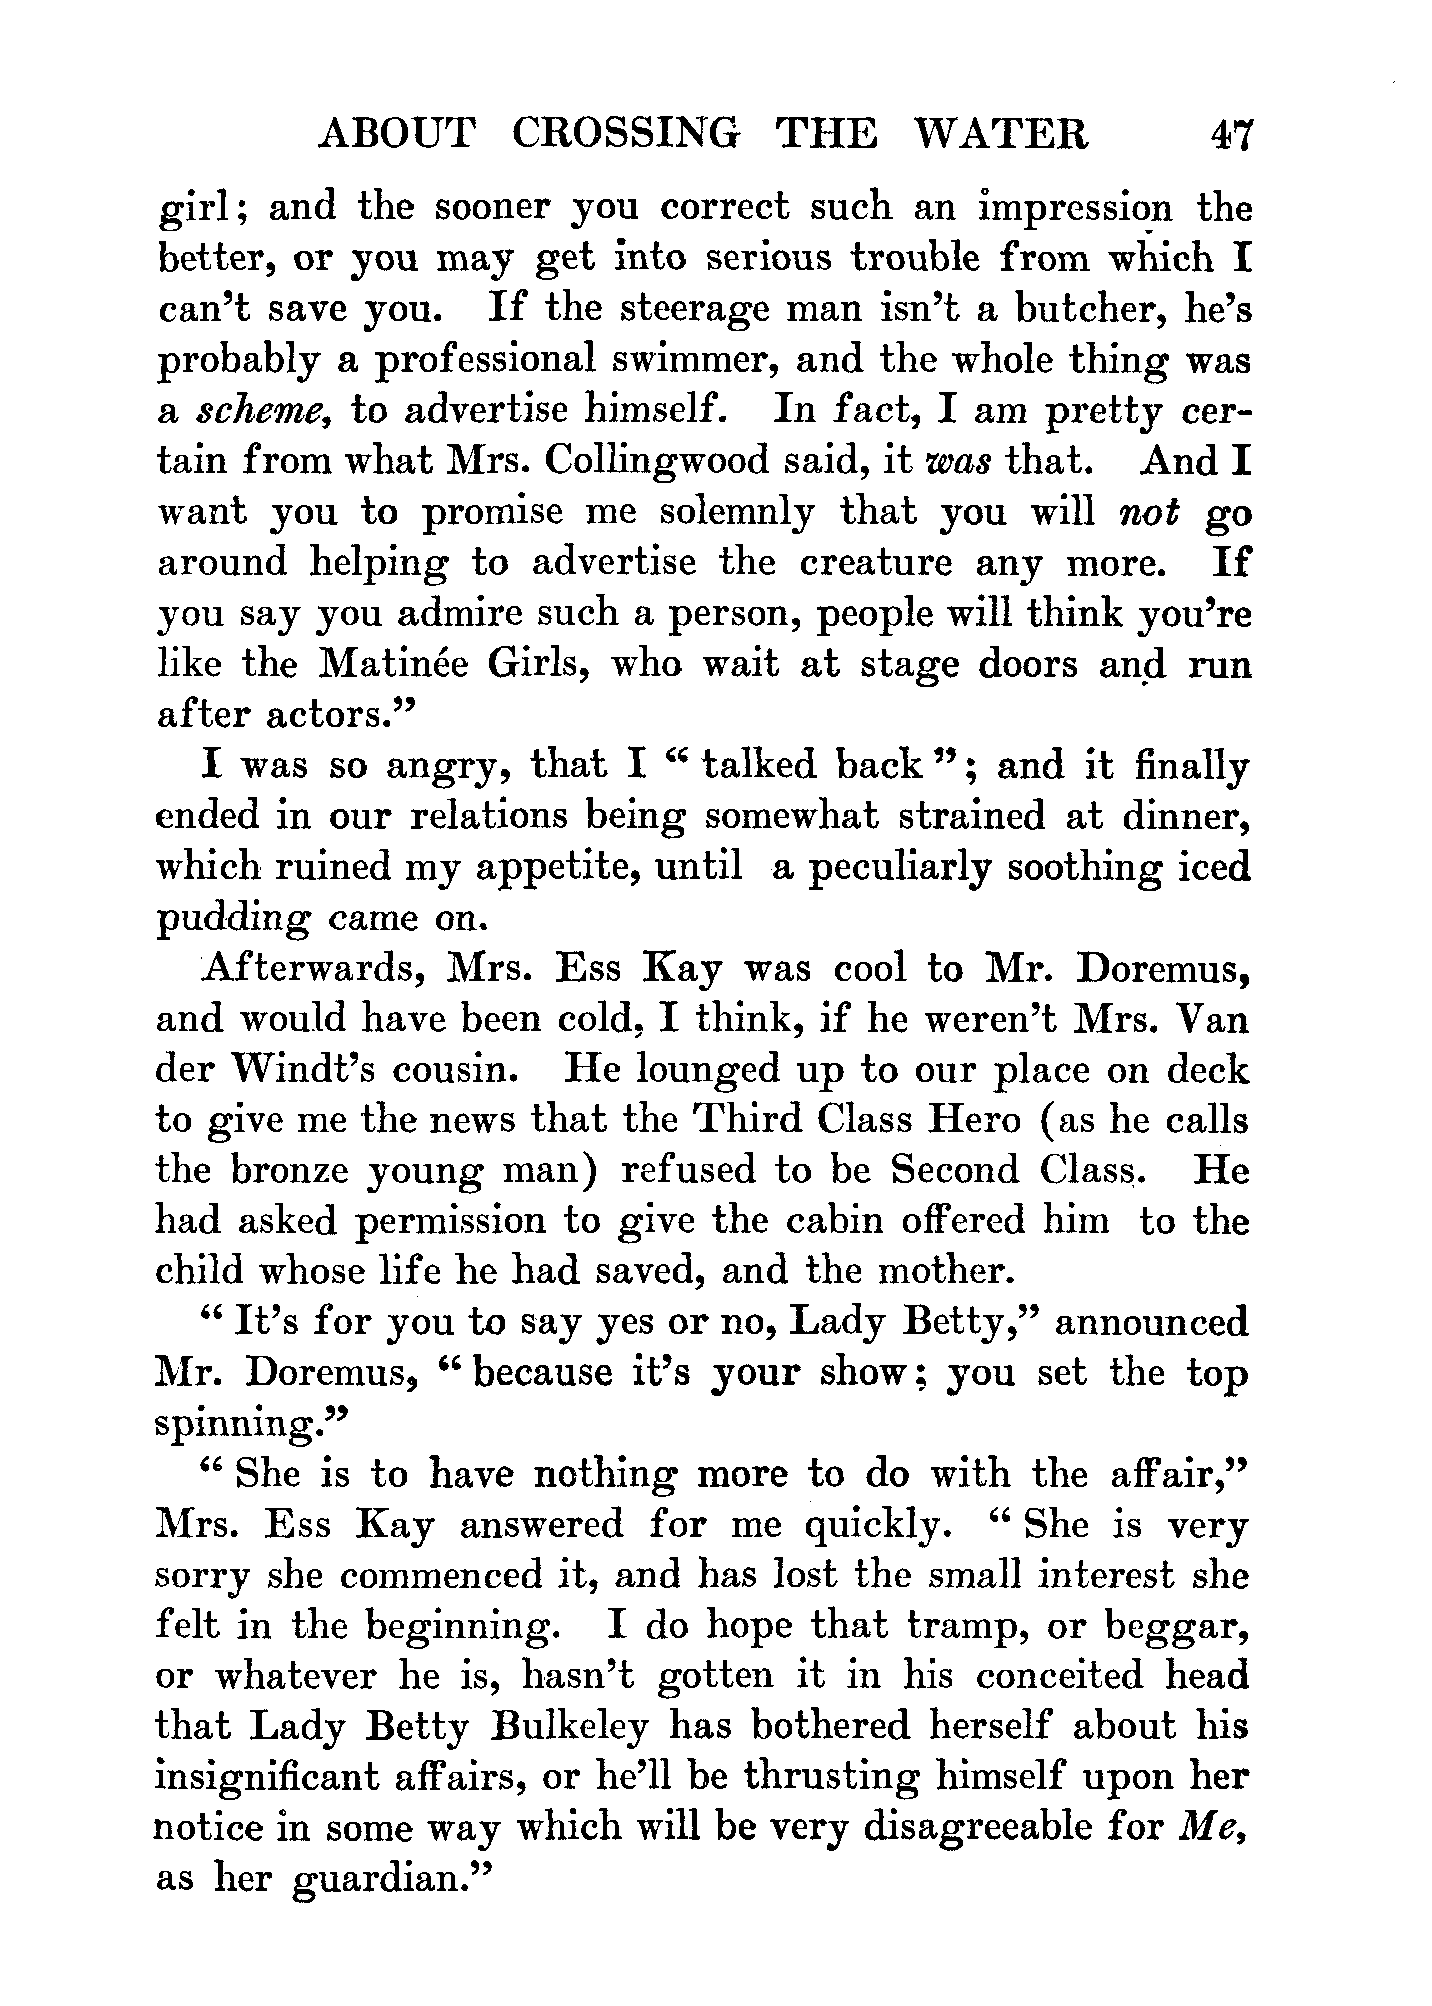 ABOUT CROSSING THE WATER 47
girl; and the sooner you correct such an impression the
better, or you may get into serious trouble from which I
can't save you. If the steerage man isn't a butcher, he's
probably a professional swimmer, and the whole thing was
a scheme, to advertise himself. In fact, I am pretty cer-
tain from what Mrs. Collingwood said, it was that. And I
want you to promise me solemnly that you will not go
around helping to advertise the creature any more. If
you say you admire such a person, people will think you're
like the Matinée Girls, who wait at stage doors and run
after actors."
I was so angry, that I " talked back "; and it finally
ended in our relations being somewhat strained at dinner,
which ruined my appetite, until a peculiarly soothing iced
pudding came on.
Afterwards, Mrs. Ess Kay was cool to Mr. Doremus,
and would have been cold, I think, if he weren't Mrs. Van
der Windt's cousin. He lounged up to our place on deck
to give me the news that the Third Class Hero (as he calls
the bronze young man) refused to be Second Class. He
had asked permission to give the cabin offered him to the
child whose life he had saved, and the mother.
" It's for you to say yes or no, Lady Betty," announced
Mr. Doremus, " because it's your show; you set the top
spinning."
" She is to have nothing more to do with the affair,"
Mrs. Ess Kay answered for me quickly. " She is very
sorry she commenced it, and has lost the small interest she
felt in the beginning. I do hope that tramp, or beggar,
or whatever he is, hasn't gotten it in his conceited head
that Lady Betty Bulkeley has bothered herself about his
insignificant affairs, or he'll be thrusting himself upon her
notice in some way which will be very disagreeable for Me,
as her guardian."